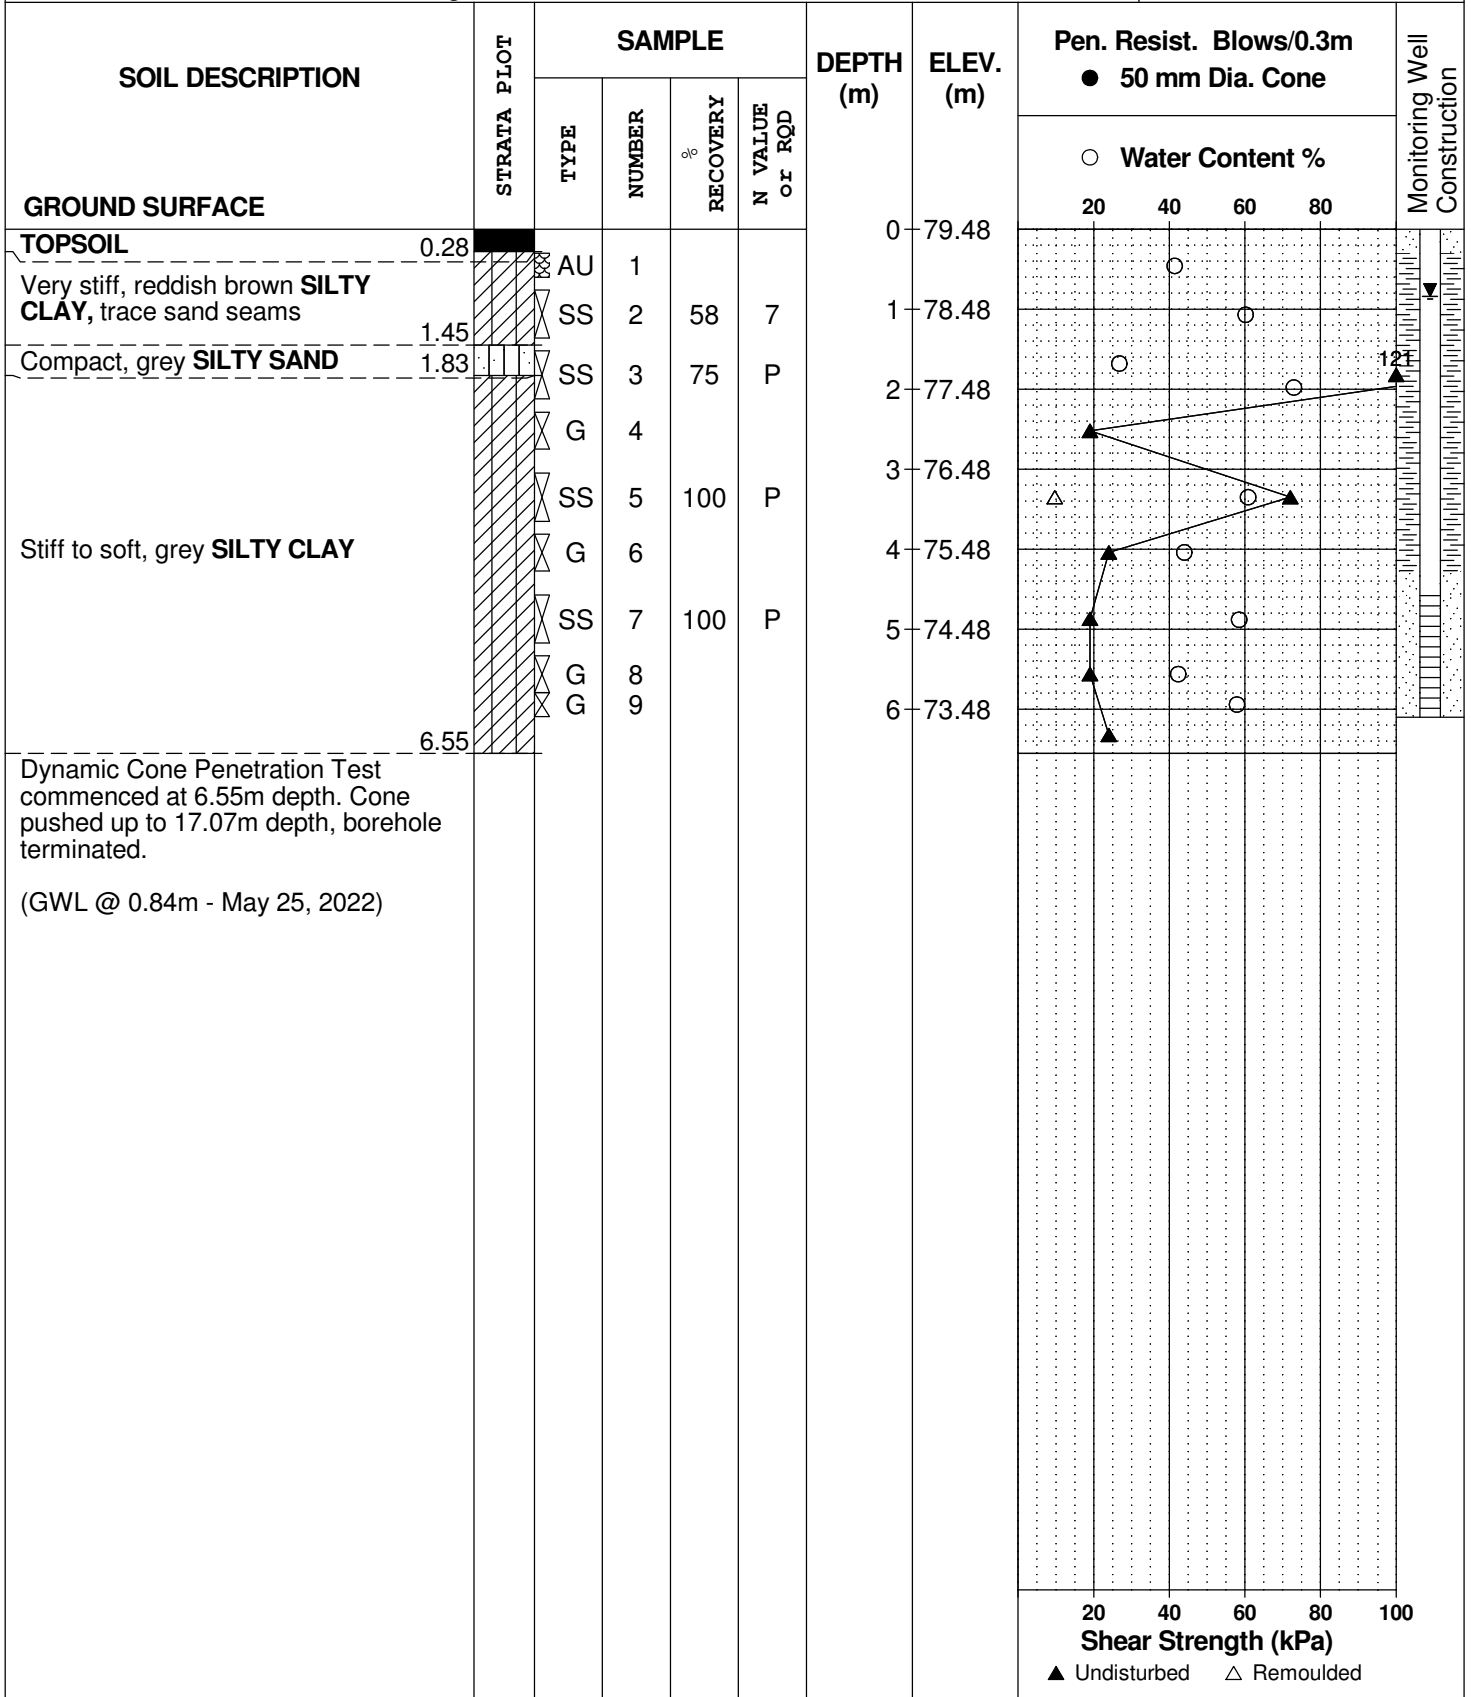 SOIL DESCRIPTION
GROUND SURFACE
STRATA PLOT
SAMPLE
TYPE
NUMBER
% RECOVERY
N VALUE
or RQD
DEPTH
(m)
ELEV.
(m)
Pen. Resist. Blows/0.3m
● 50 mm Dia. Cone
○ Water Content %
20 40 60 80
Monitoring Well
Construction
0 79.48
TOPSOIL 0.28
AU 1
Very stiff, reddish brown SILTY
CLAY, trace sand seams
SS 2 58 7
1 78.48
1.45
Compact, grey SILTY SAND 1.83
121
SS 3 75 P
2 77.48
G 4
3 76.48
SS 5 100 P
Stiff to soft, grey SILTY CLAY
G 6
4 75.48
SS 7 100 P
5 74.48
G 8
G 9
6 73.48
6.55
Dynamic Cone Penetration Test
commenced at 6.55m depth. Cone
pushed up to 17.07m depth, borehole
terminated.
(GWL @ 0.84m - May 25, 2022)
20 40 60 80 100
Shear Strength (kPa)
▲ Undisturbed △ Remoulded